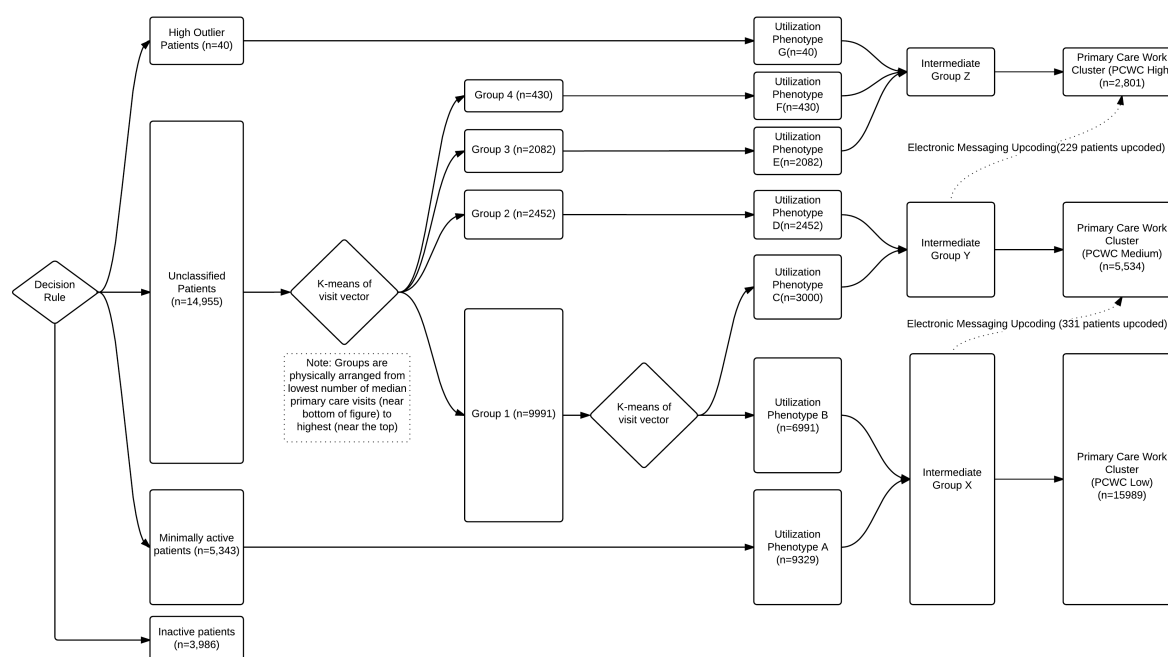 High Outlier
Patients (n=40)
Unclassified
Patients
(n=14,955)
Decision
Rule
Minimally active
patients (n=5,343)
Inactive patients
(n=3,986)
K-means of
visit vector
Note: Groups are
physically arranged from
lowest number of median
primary care visits (near
bottom of figure) to
highest (near the top)
Group 4 (n=430)
Group 3 (n=2082)
Group 2 (n=2452)
Group 1 (n=9991)
K-means of
visit vector
Utilization
Phenotype
G(n=40)
Utilization
Phenotype
F(n=430)
Utilization
Phenotype
E(n=2082)
Utilization
Phenotype
D(n=2452)
Utilization
Phenotype
C(n=3000)
Utilization
Phenotype B
(n=6991)
Utilization
Phenotype A
(n=9329)
Intermediate
Group Z
Intermediate
Group Y
Intermediate
Group X
Primary Care Work
Cluster (PCWC High
(n=2,801)
Electronic Messaging Upcoding(229 patients upcoded)
Primary Care Work
Cluster
(PCWC Medium)
(n=5,534)
Electronic Messaging Upcoding (331 patients upcoded)
Primary Care Work
Cluster
(PCWC Low)
(n=15989)